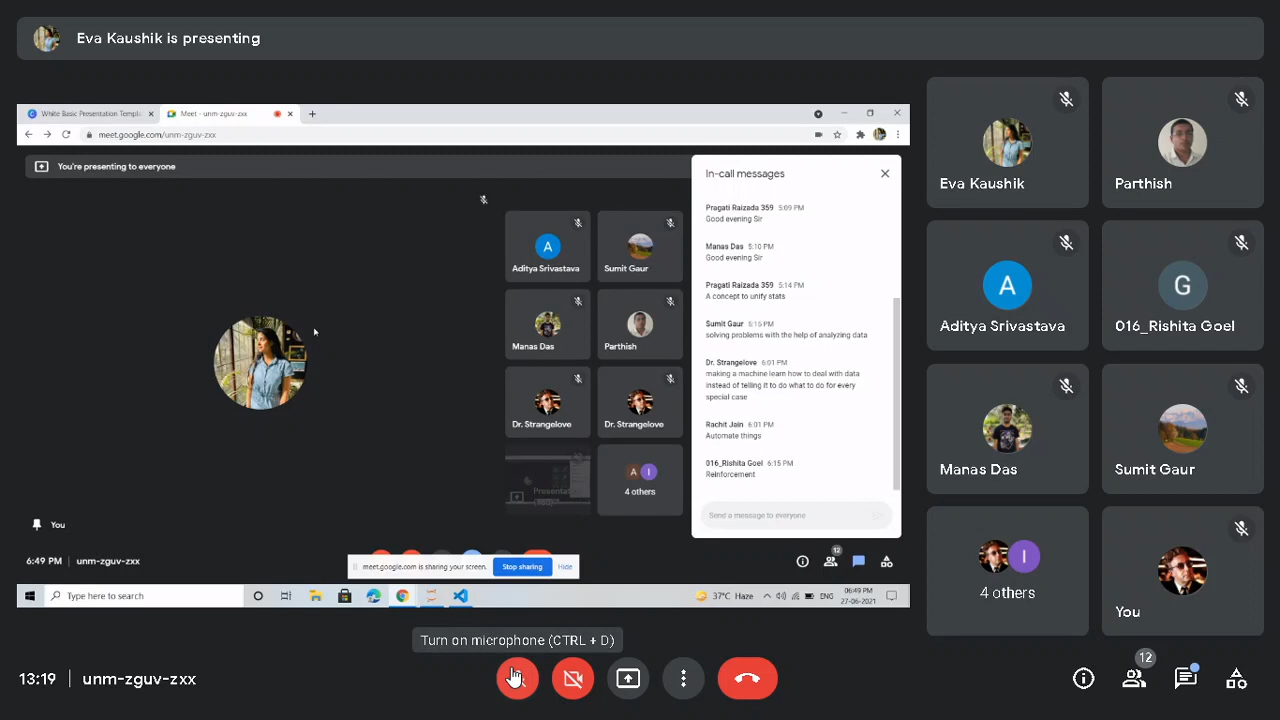 Eva Kaushik is presenting
White Basic Presentation Templ
Meet - unm-zguv-zxx
meet.google.com/unm-zguv-zxx
You're presenting to everyone
Aditya Srivastava
Sumit Gaur
Manas Das
Parthish
Dr. Strangelove
Dr. Strangelove
Presentati
A I
4 others
You
6:49 PM | unm-zguv-zxx
In-call messages
Pragati Raizada 359 5:09 PM
Good evening Sir
Manas Das 5:10 PM
Good evening Sir
Pragati Raizada 359 5:14 PM
A concept to unify stats
Sumit Gaur 5:15 PM
solving problems with the help of analyzing data
Dr. Strangelove 6:01 PM
making a machine learn how to deal with data
instead of telling it to do what to do for every
special case
Rachit Jain 6:01 PM
Automate things
016_Rishita Goel 6:15 PM
Reinforcement
Send a message to everyone
12
meet.google.com is sharing your screen.
Stop sharing
Hide
Type here to search
37°C Haze
ENG
06:49 PM
27-06-2021
Eva Kaushik
Parthish
A
Aditya Srivastava
G
016_Rishita Goel
Manas Das
Sumit Gaur
I
4 others
You
Turn on microphone (CTRL + D)
13:19 | unm-zguv-zxx
12